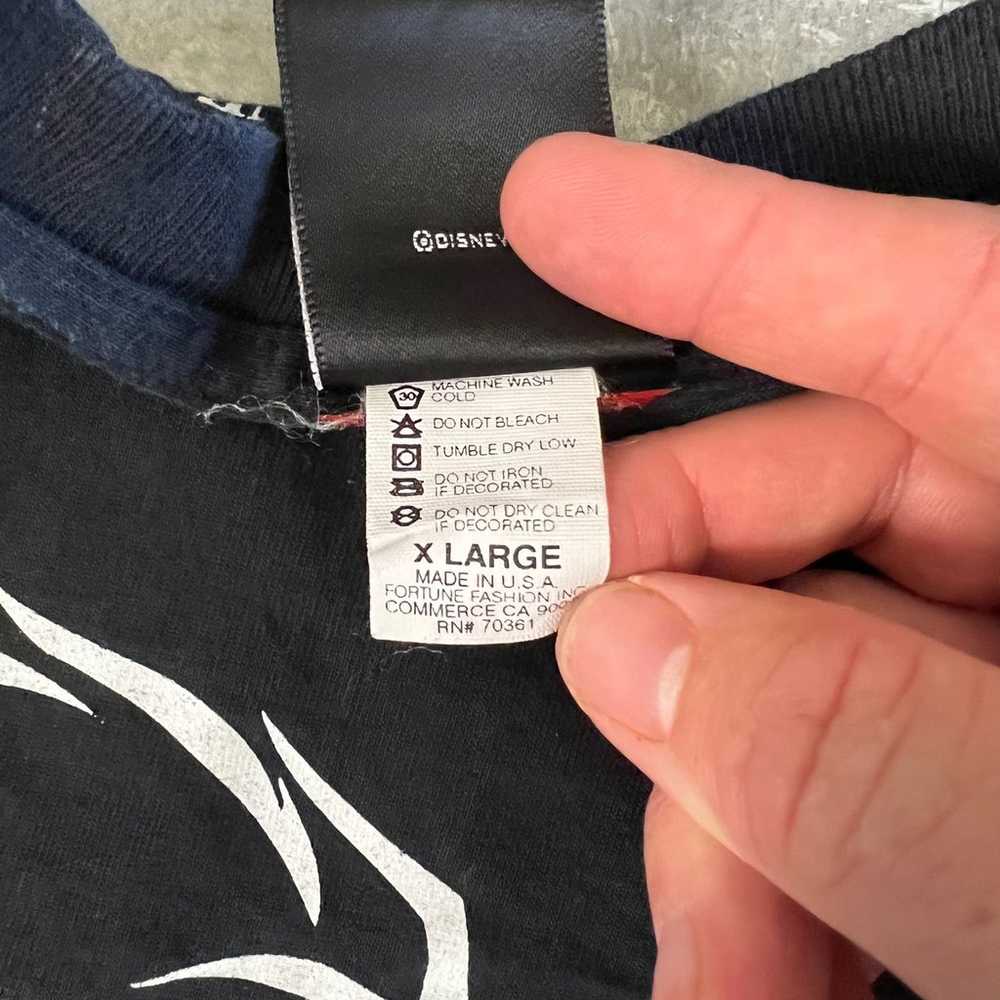 ©DISNEY
MACHINE WASH
COLD
30
DO NOT BLEACH
TUMBLE DRY LOW
DO NOT IRON
IF DECORATED
DO NOT DRY CLEAN
IF DECORATED
X LARGE
MADE IN U.S.A.
FORTUNE FASHION INC
COMMERCE CA
RN# 70361